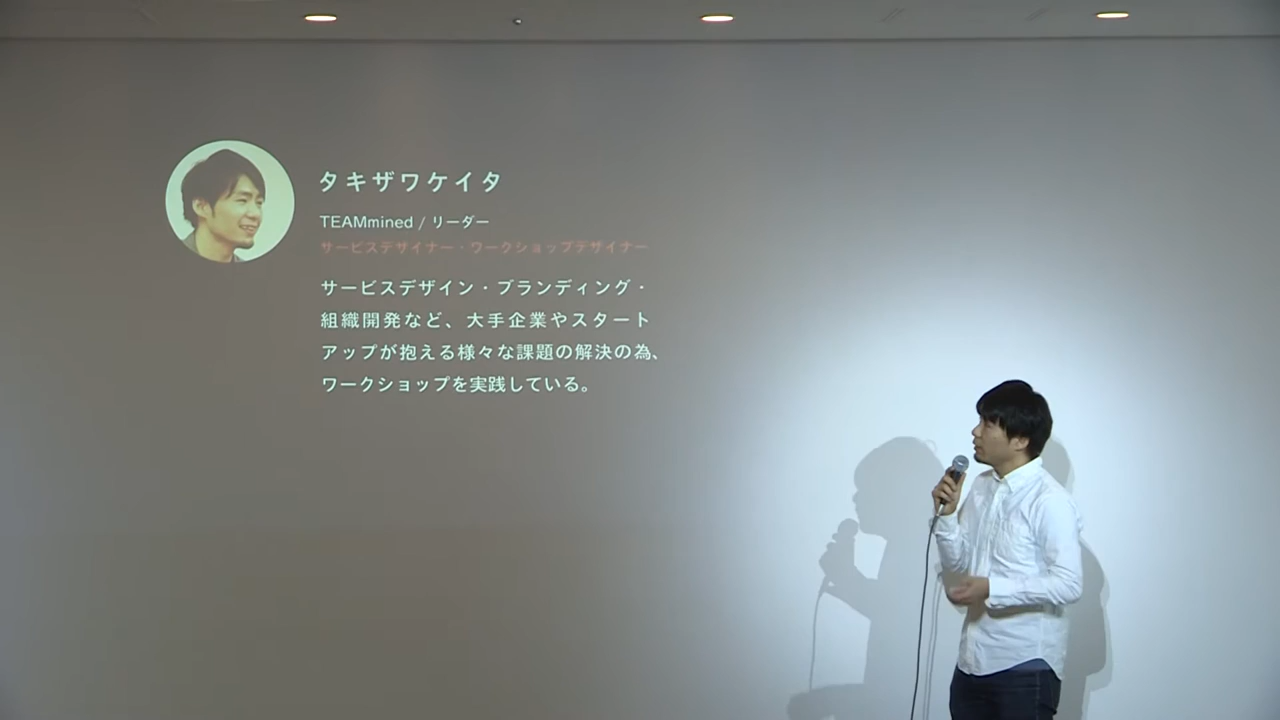 タキザワケイタ
TEAMmined / リーダー
サービスデザイナー・ワークショップデザイナー
サービスデザイン・ブランディング・
組織開発など、大手企業やスタート
アップが抱える様々な課題の解決の為、
ワークショップを実践している。